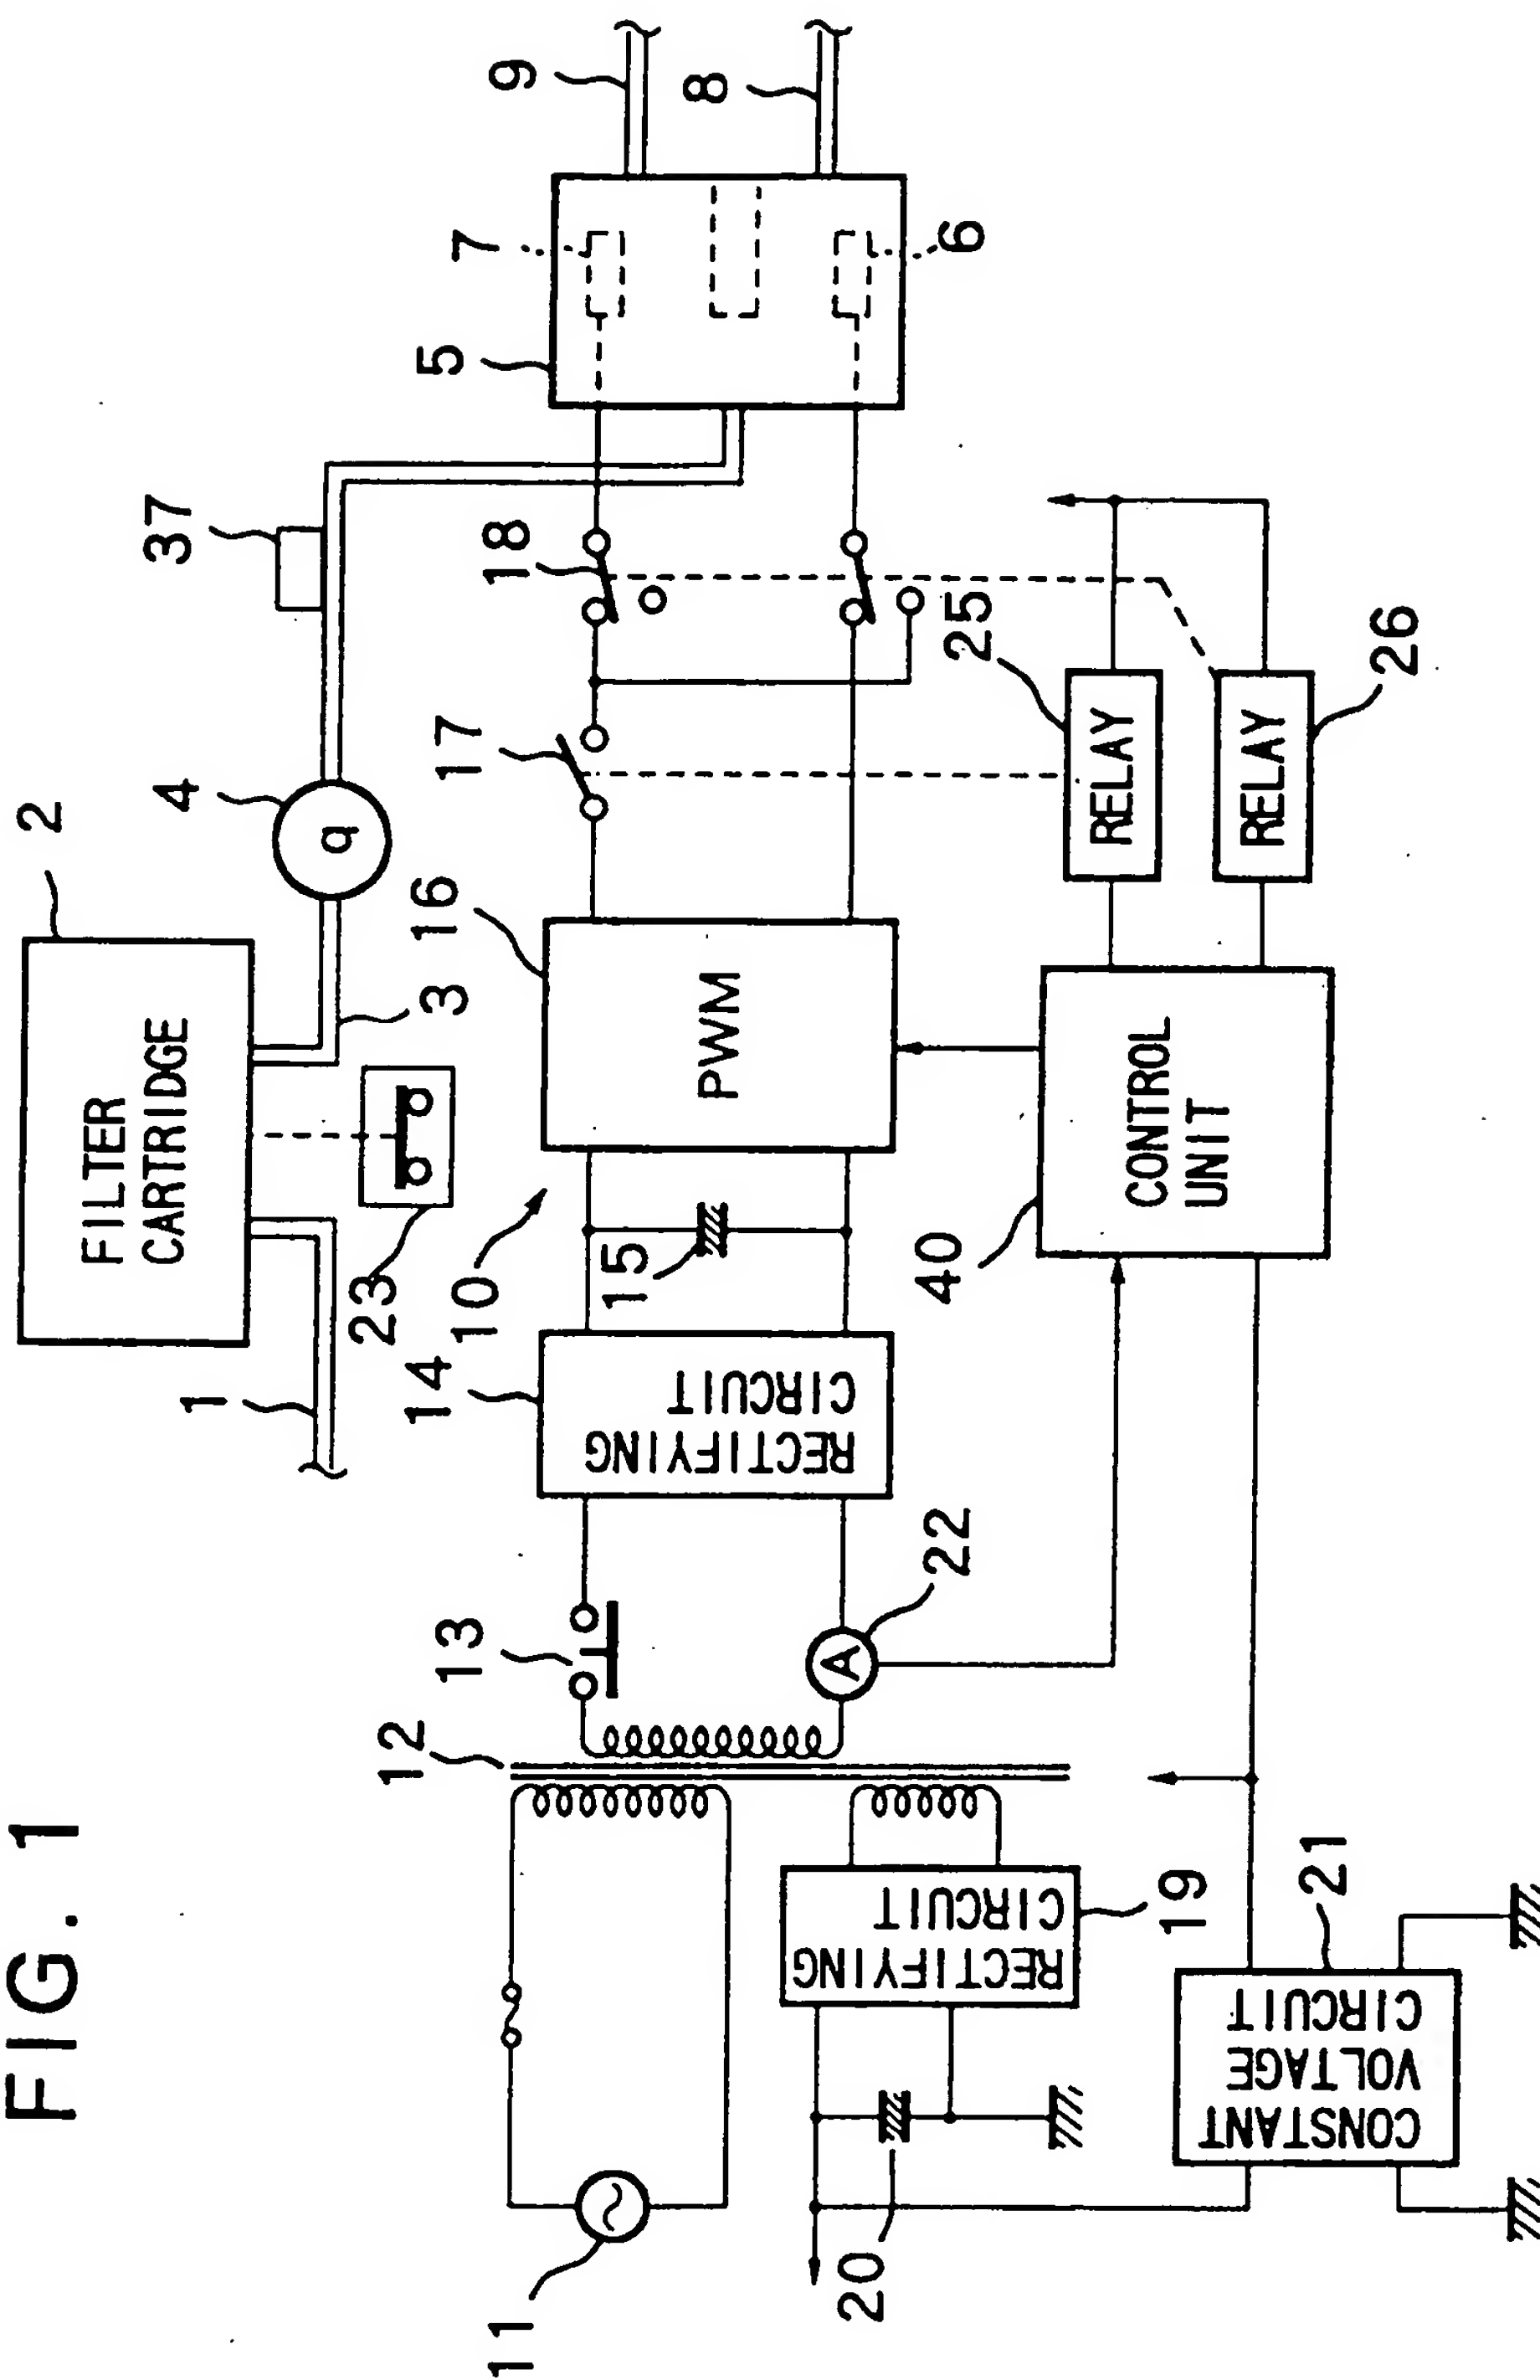 FIG. 1
FILTER
CARTRIDGE
2
1
3
4
q
37
23
5
7
6
9
8
10
11
12
13
14
RECTIFYING
CIRCUIT
15
16
PWM
17
18
22
A
19
RECTIFYING
CIRCUIT
20
21
CONSTANT
VOLTAGE
CIRCUIT
40
CONTROL
UNIT
25
RELAY
26
RELAY